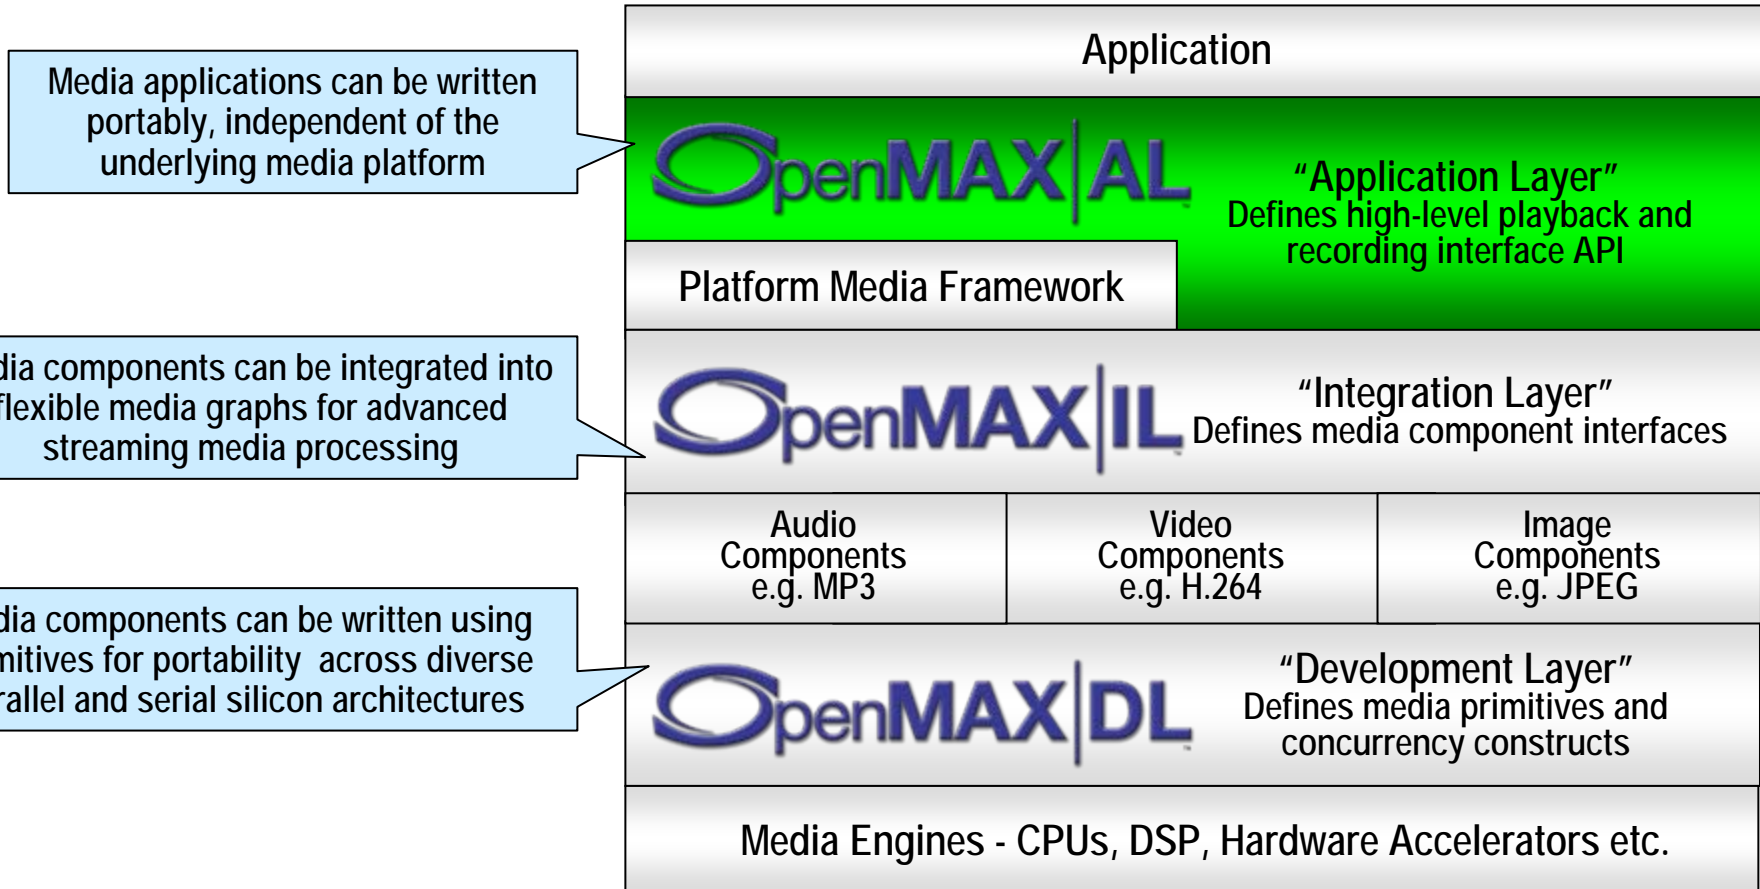 Application
Media applications can be written
portably, independent of the
underlying media platform
OpenMAX|AL
“Application Layer”
Defines high-level playback and
recording interface API
Platform Media Framework
dia components can be integrated into
flexible media graphs for advanced
streaming media processing
OpenMAX|IL
“Integration Layer”
Defines media component interfaces
Audio
Components
e.g. MP3
Video
Components
e.g. H.264
Image
Components
e.g. JPEG
dia components can be written using
mitives for portability across diverse
rallel and serial silicon architectures
OpenMAX|DL
“Development Layer”
Defines media primitives and
concurrency constructs
Media Engines - CPUs, DSP, Hardware Accelerators etc.